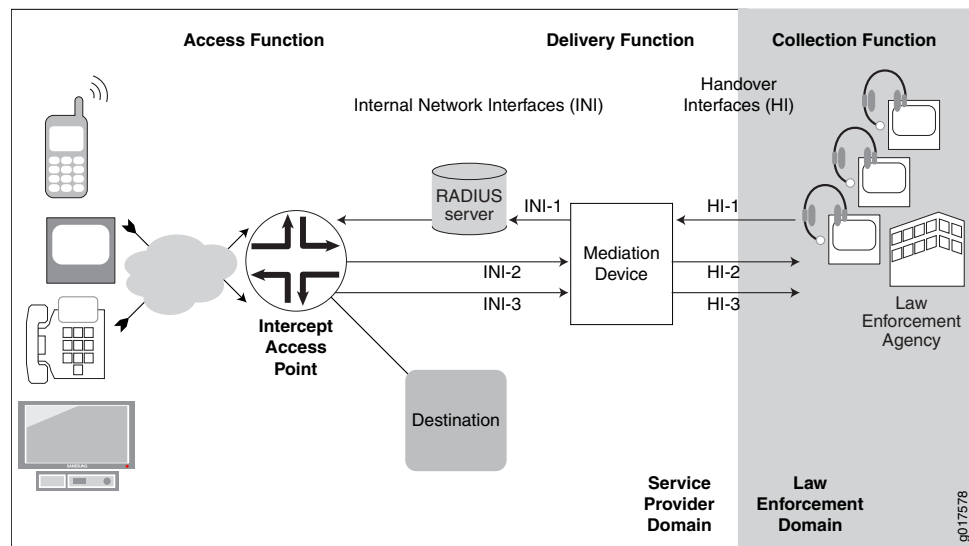 Access Function
Delivery Function
Collection Function
Internal Network Interfaces (INI)
Handover
Interfaces (HI)
RADIUS
server
INI-1
HI-1
Mediation
Device
INI-2
HI-2
INI-3
HI-3
Intercept
Access
Point
Law
Enforcement
Agency
Destination
SAMSUNG
Service
Provider
Domain
Law
Enforcement
Domain
g017578